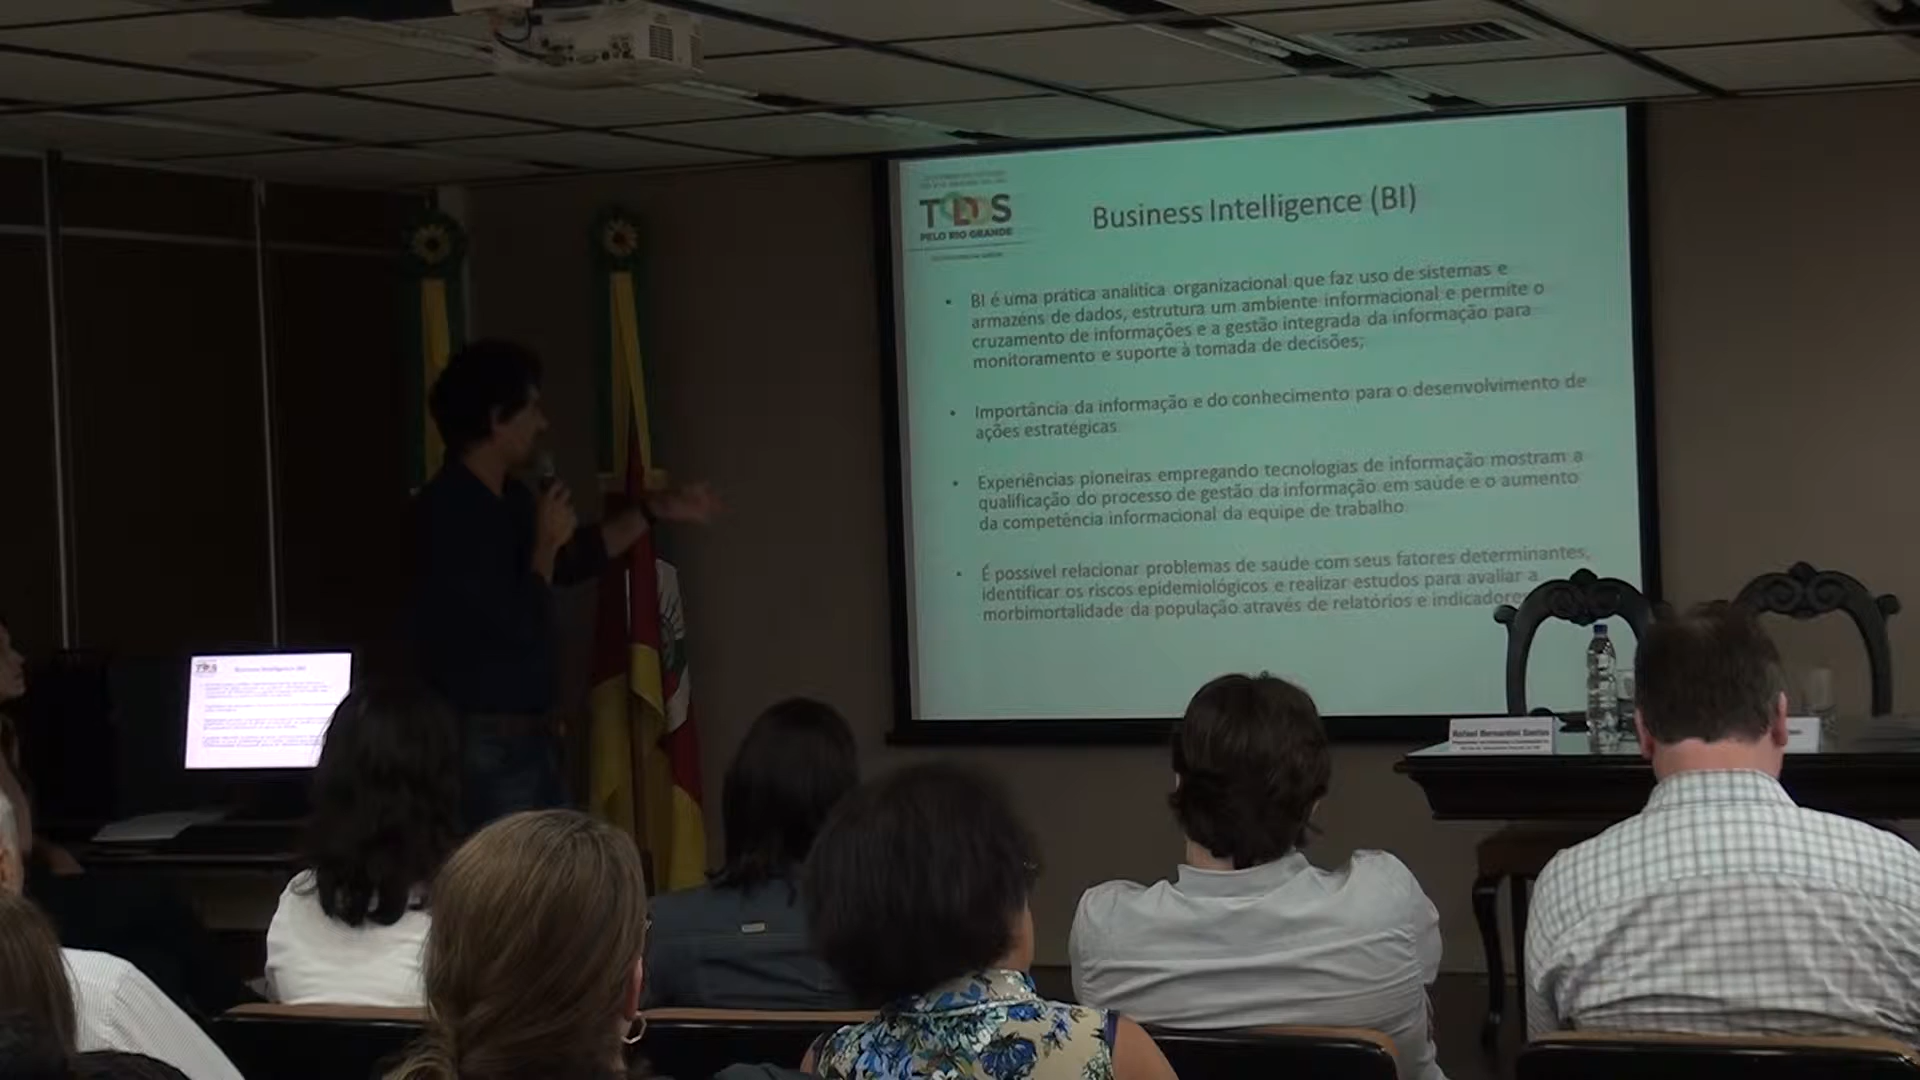 TODOS
PELO RIO GRANDE
Business Intelligence (BI)
• BI é uma prática analítica organizacional que faz uso de sistemas e
armazéns de dados, estrutura um ambiente informacional e permite o
cruzamento de informações e a gestão integrada da informação para
monitoramento e suporte à tomada de decisões;
• Importância da informação e do conhecimento para o desenvolvimento de
ações estratégicas
• Experiências pioneiras empregando tecnologias de informação mostram a
qualificação do processo de gestão da informação em saúde e o aumento
da competência informacional da equipe de trabalho
• É possível relacionar problemas de saúde com seus fatores determinantes,
identificar os riscos epidemiológicos e realizar estudos para avaliar a
morbimortalidade da população através de relatórios e indicadores
Business Intelligence (BI)
Rafael Bernardon Santos